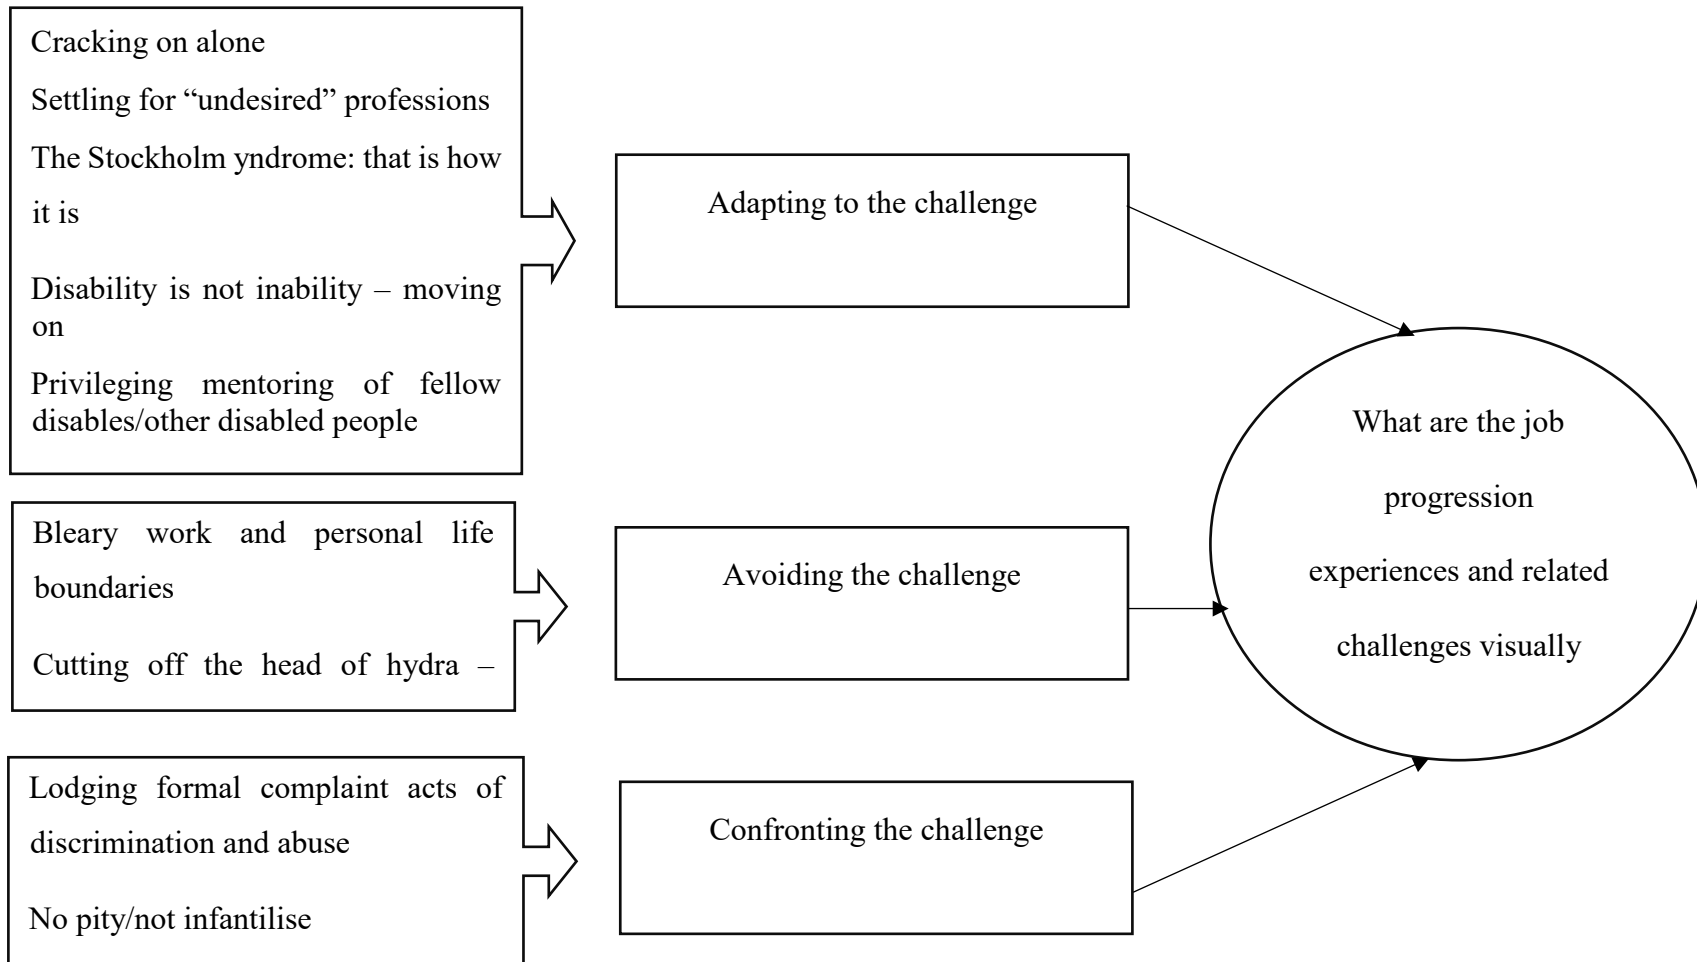 Cracking on alone
Settling for “undesired” professions
The Stockholm yndrome: that is how
it is
Disability is not inability – moving
on
Privileging mentoring of fellow
disables/other disabled people
Adapting to the challenge
Bleary work and personal life
boundaries
Cutting off the head of hydra –
Avoiding the challenge
Lodging formal complaint acts of
discrimination and abuse
No pity/not infantilise
Confronting the challenge
What are the job
progression
experiences and related
challenges visually